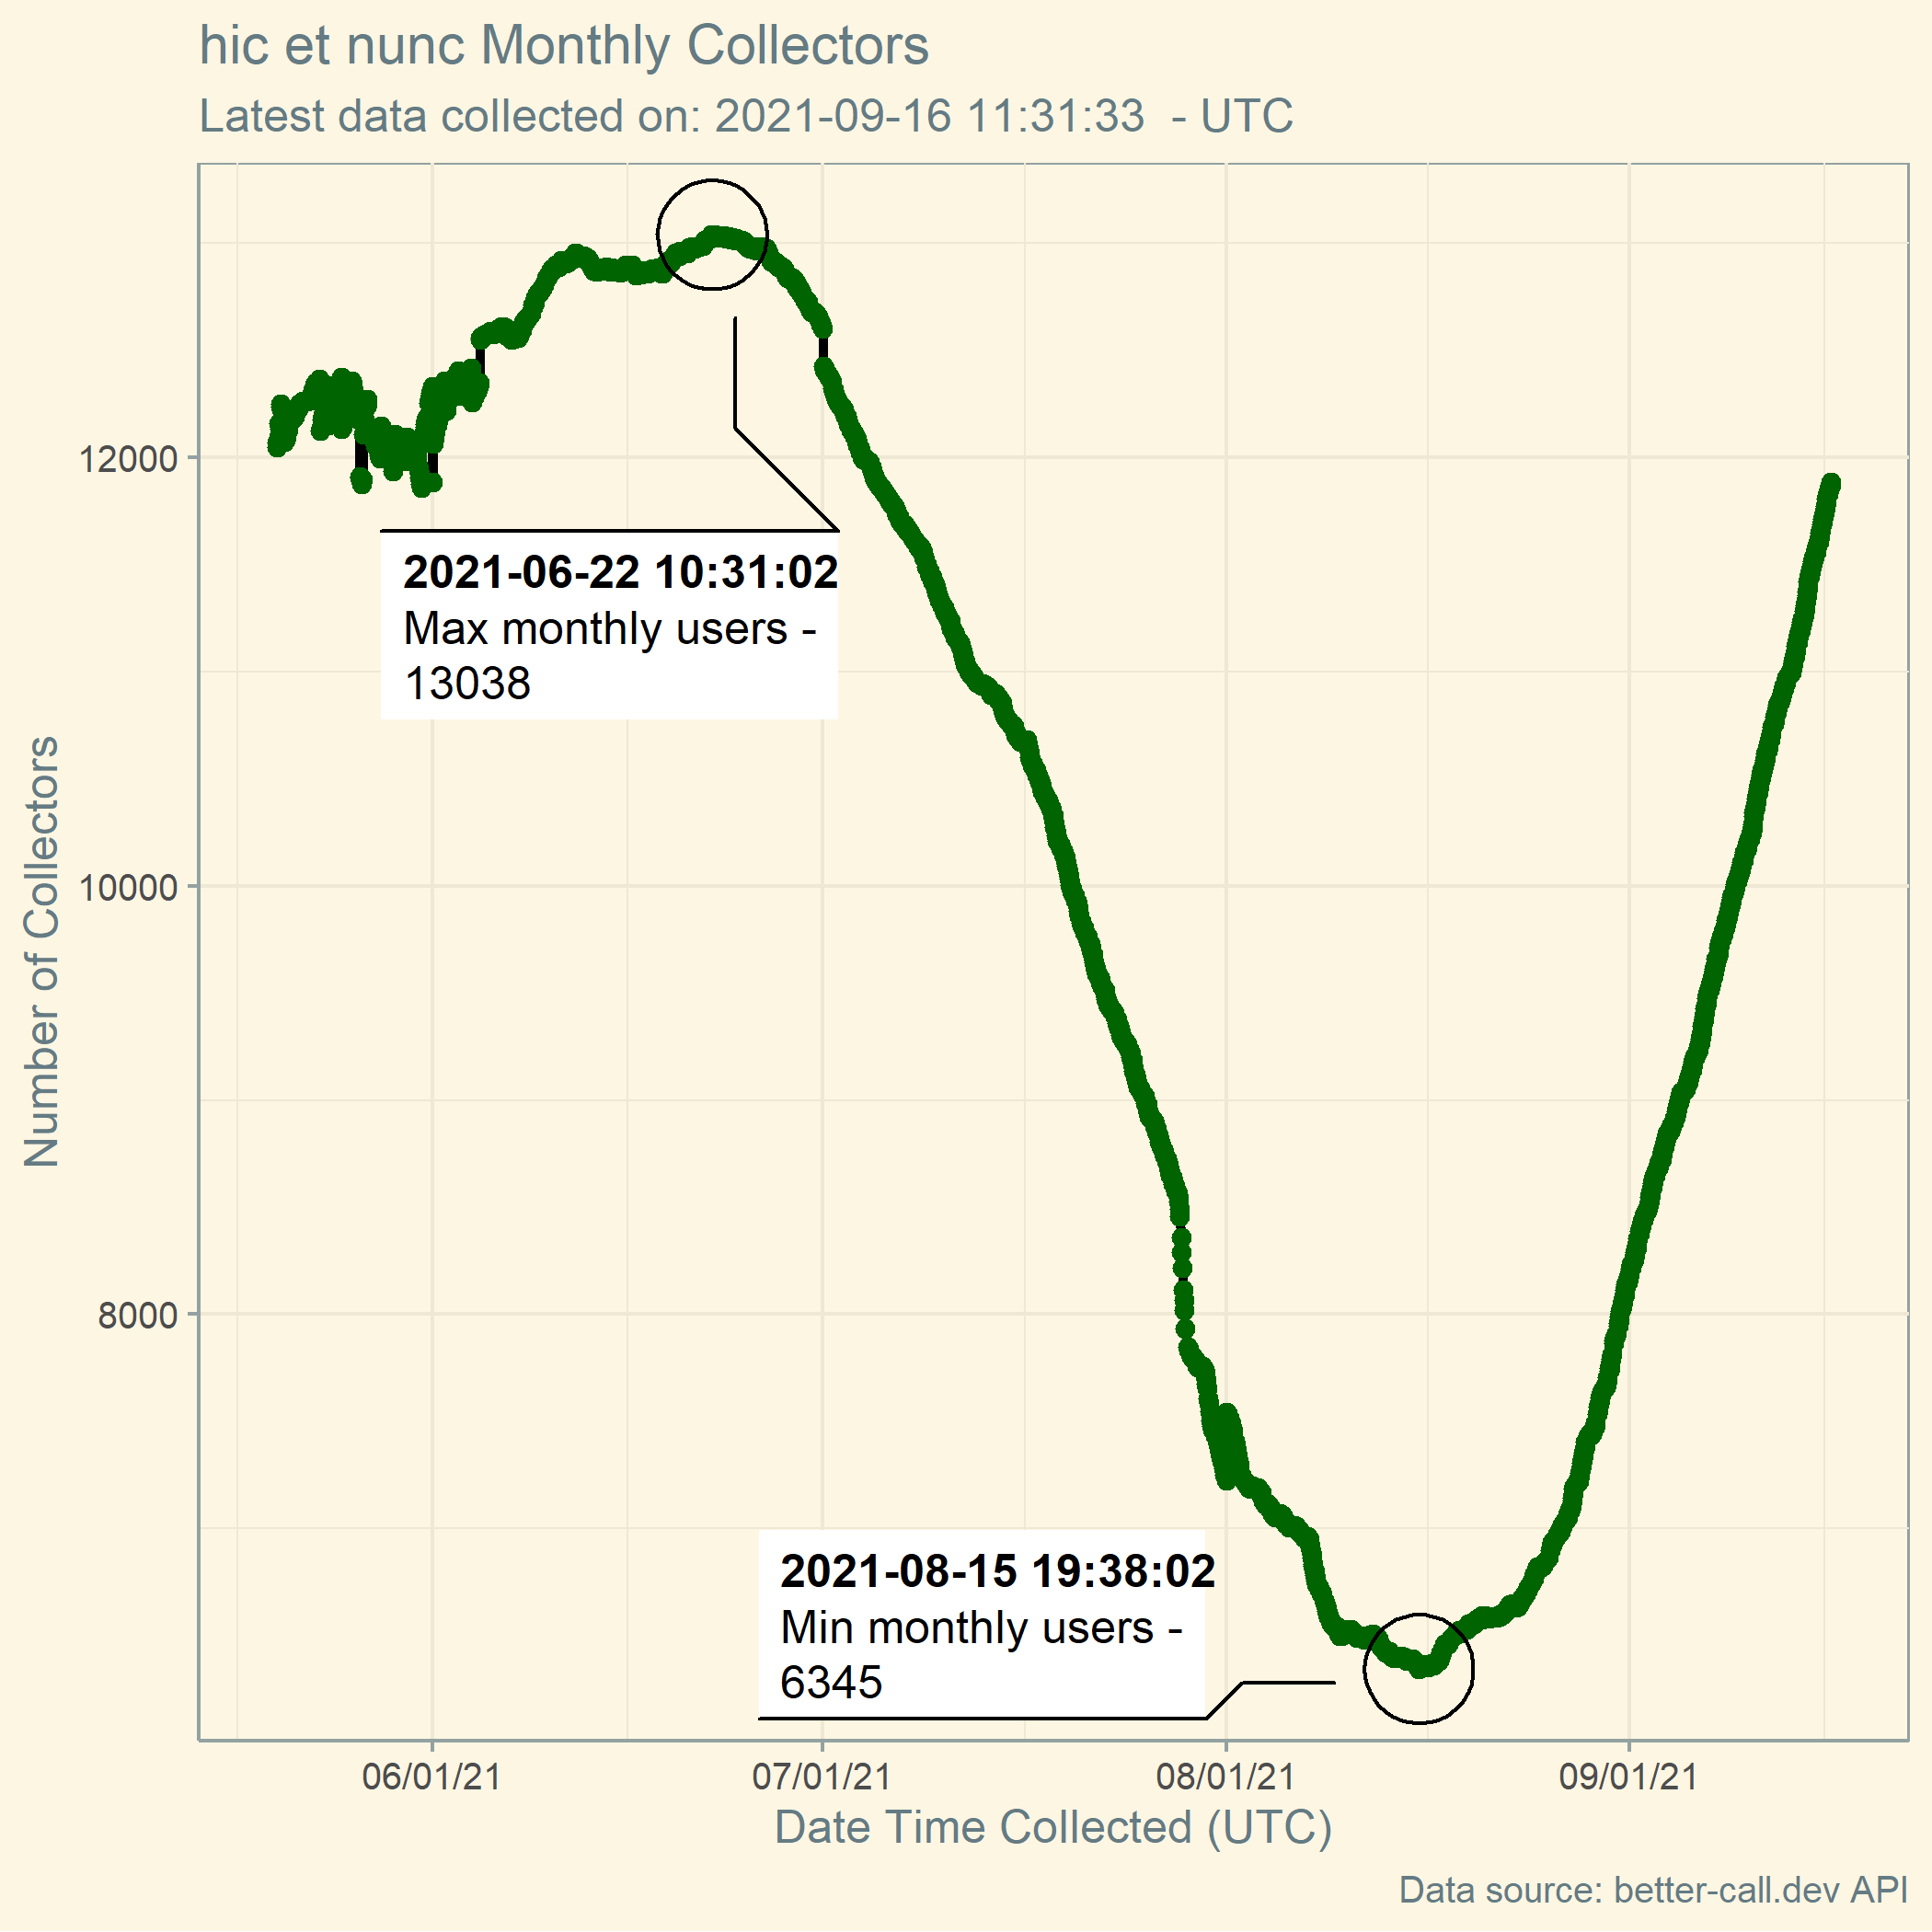 hic et nunc Monthly Collectors
Latest data collected on: 2021-09-16 11:31:33  - UTC
12000
2021-06-22 10:31:02
Max monthly users -
13038
Number of Collectors
10000
8000
2021-08-15 19:38:02
Min monthly users -
6345
06/01/21
07/01/21
08/01/21
09/01/21
Date Time Collected (UTC)
Data source: better-call.dev API